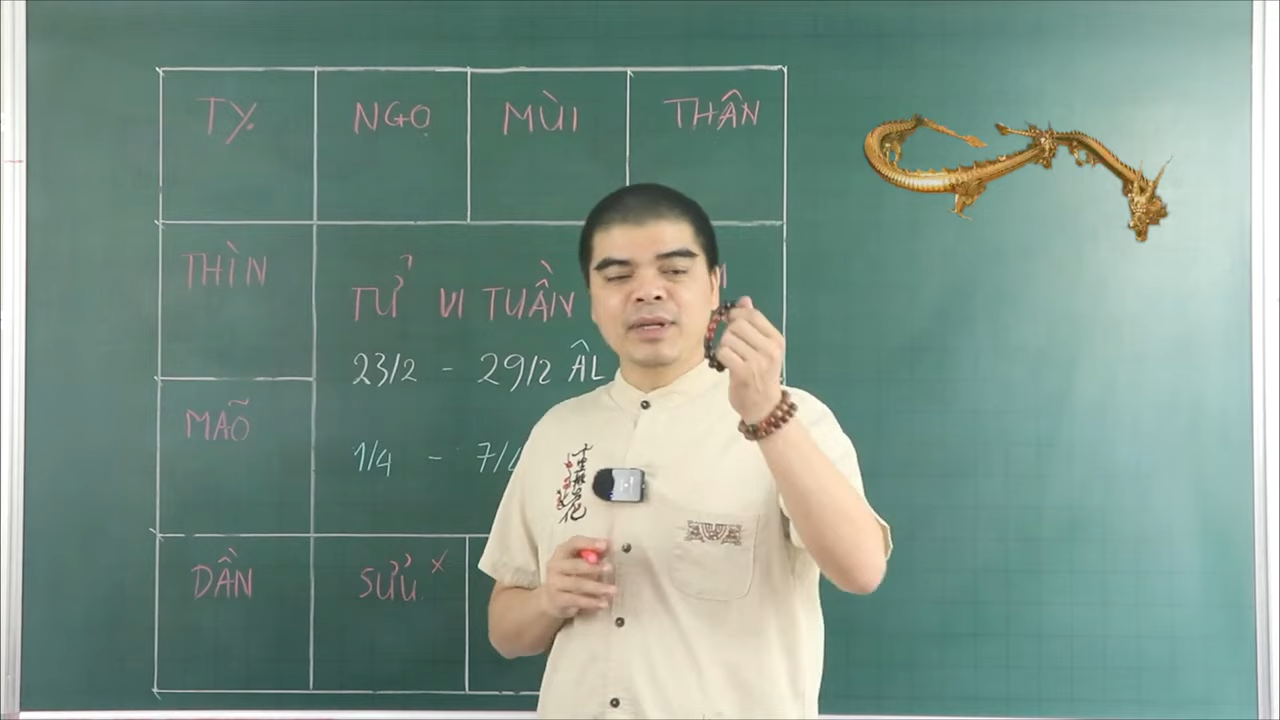 TỴ
NGỌ
MÙI
THÂN
THÌN
TỬ VI TUẦN
23/2 - 29/2 ÂL
MAÕ
1/4 - 7/4
DẦN
SỬU x